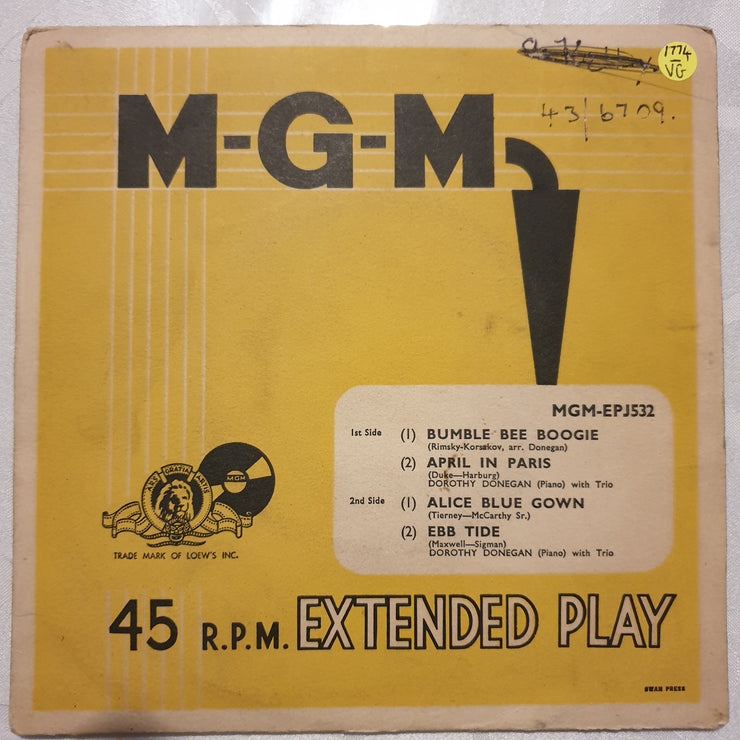 1774
VG
43/6709.
M-G-M
MGM-EPJ532
1st Side (1) BUMBLE BEE BOOGIE
(Rimsky-Korsakov, arr. Donegan)
(2) APRIL IN PARIS
(Duke—Harburg)
DOROTHY DONEGAN (Piano) with Trio
2nd Side (1) ALICE BLUE GOWN
(Tierney—McCarthy Sr.)
(2) EBB TIDE
(Maxwell—Sigman)
DOROTHY DONEGAN (Piano) with Trio
ARS GRATIA ARTIS
MGM
TRADE MARK OF LOEW'S INC.
45 R.P.M. EXTENDED PLAY
SWAN PRESS